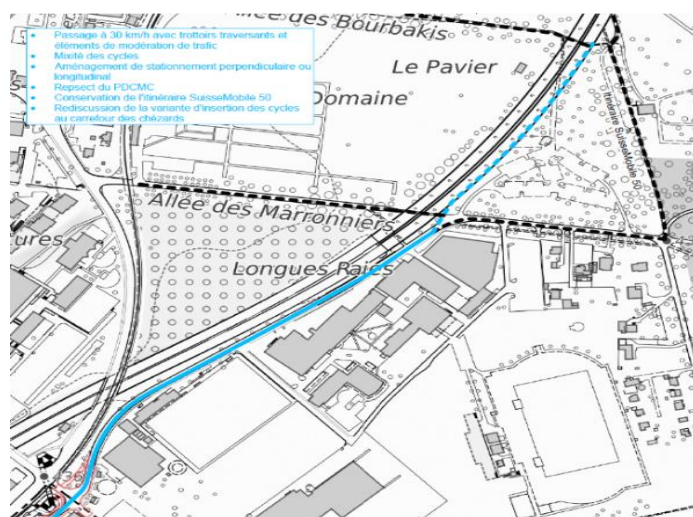 Allée des Bourbakis
• Passage à 30 km/h avec trottoirs traversants et
éléments de modération de trafic
• Mixité des cycles
• Aménagement de stationnement perpendiculaire ou
longitudinal
• Repsect du PDCMC
• Conservation de l'itinéraire SuisseMobile 50
• Rediscussion de la variante d'insertion des cycles
au carrefour des chézards
Le Pavier
Domaine
Itinéraire SuisseMobile 50
Allée des Marronniers
ures
Longues Raies
436